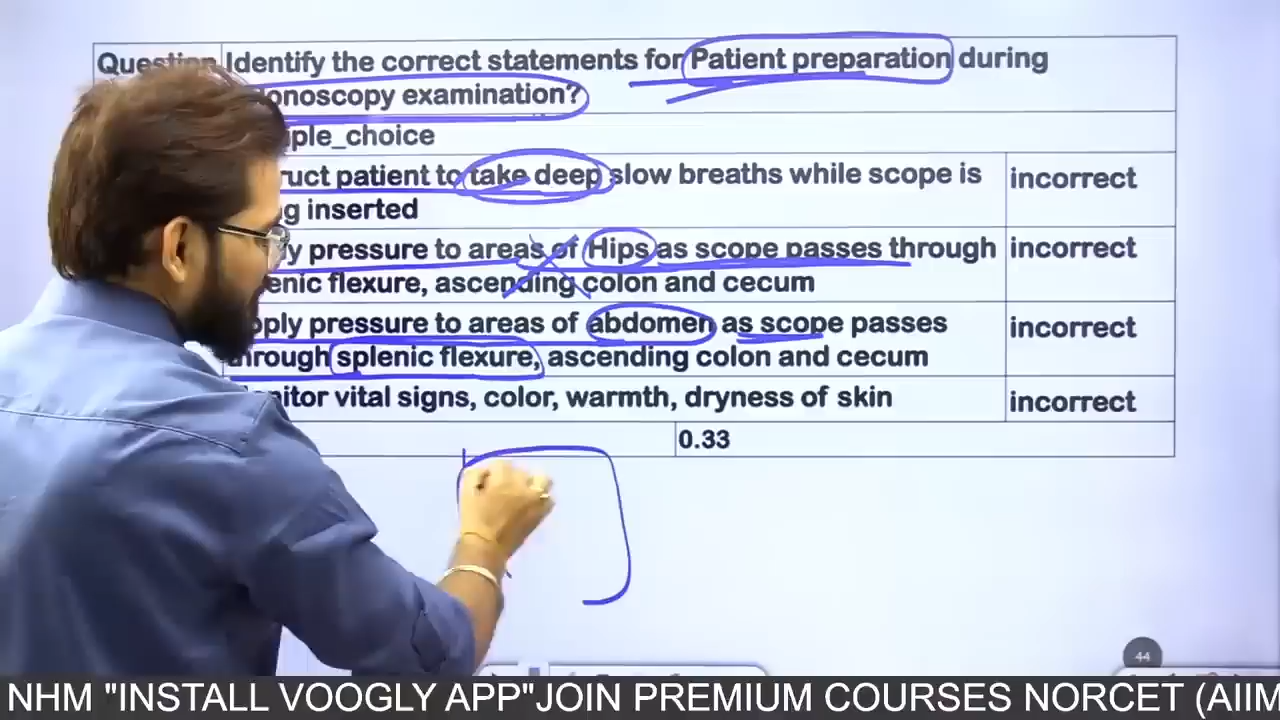 Question Identify the correct statements for Patient preparation during
onoscopy examination?
ple_choice
ruct patient to take deep slow breaths while scope is incorrect
g inserted
y pressure to areas of Hips as scope passes through incorrect
enic flexure, ascending colon and cecum
pply pressure to areas of abdomen as scope passes incorrect
through splenic flexure, ascending colon and cecum
nitor vital signs, color, warmth, dryness of skin incorrect
0.33
44
NHM "INSTALL VOOGLY APP"JOIN PREMIUM COURSES NORCET (AIIM